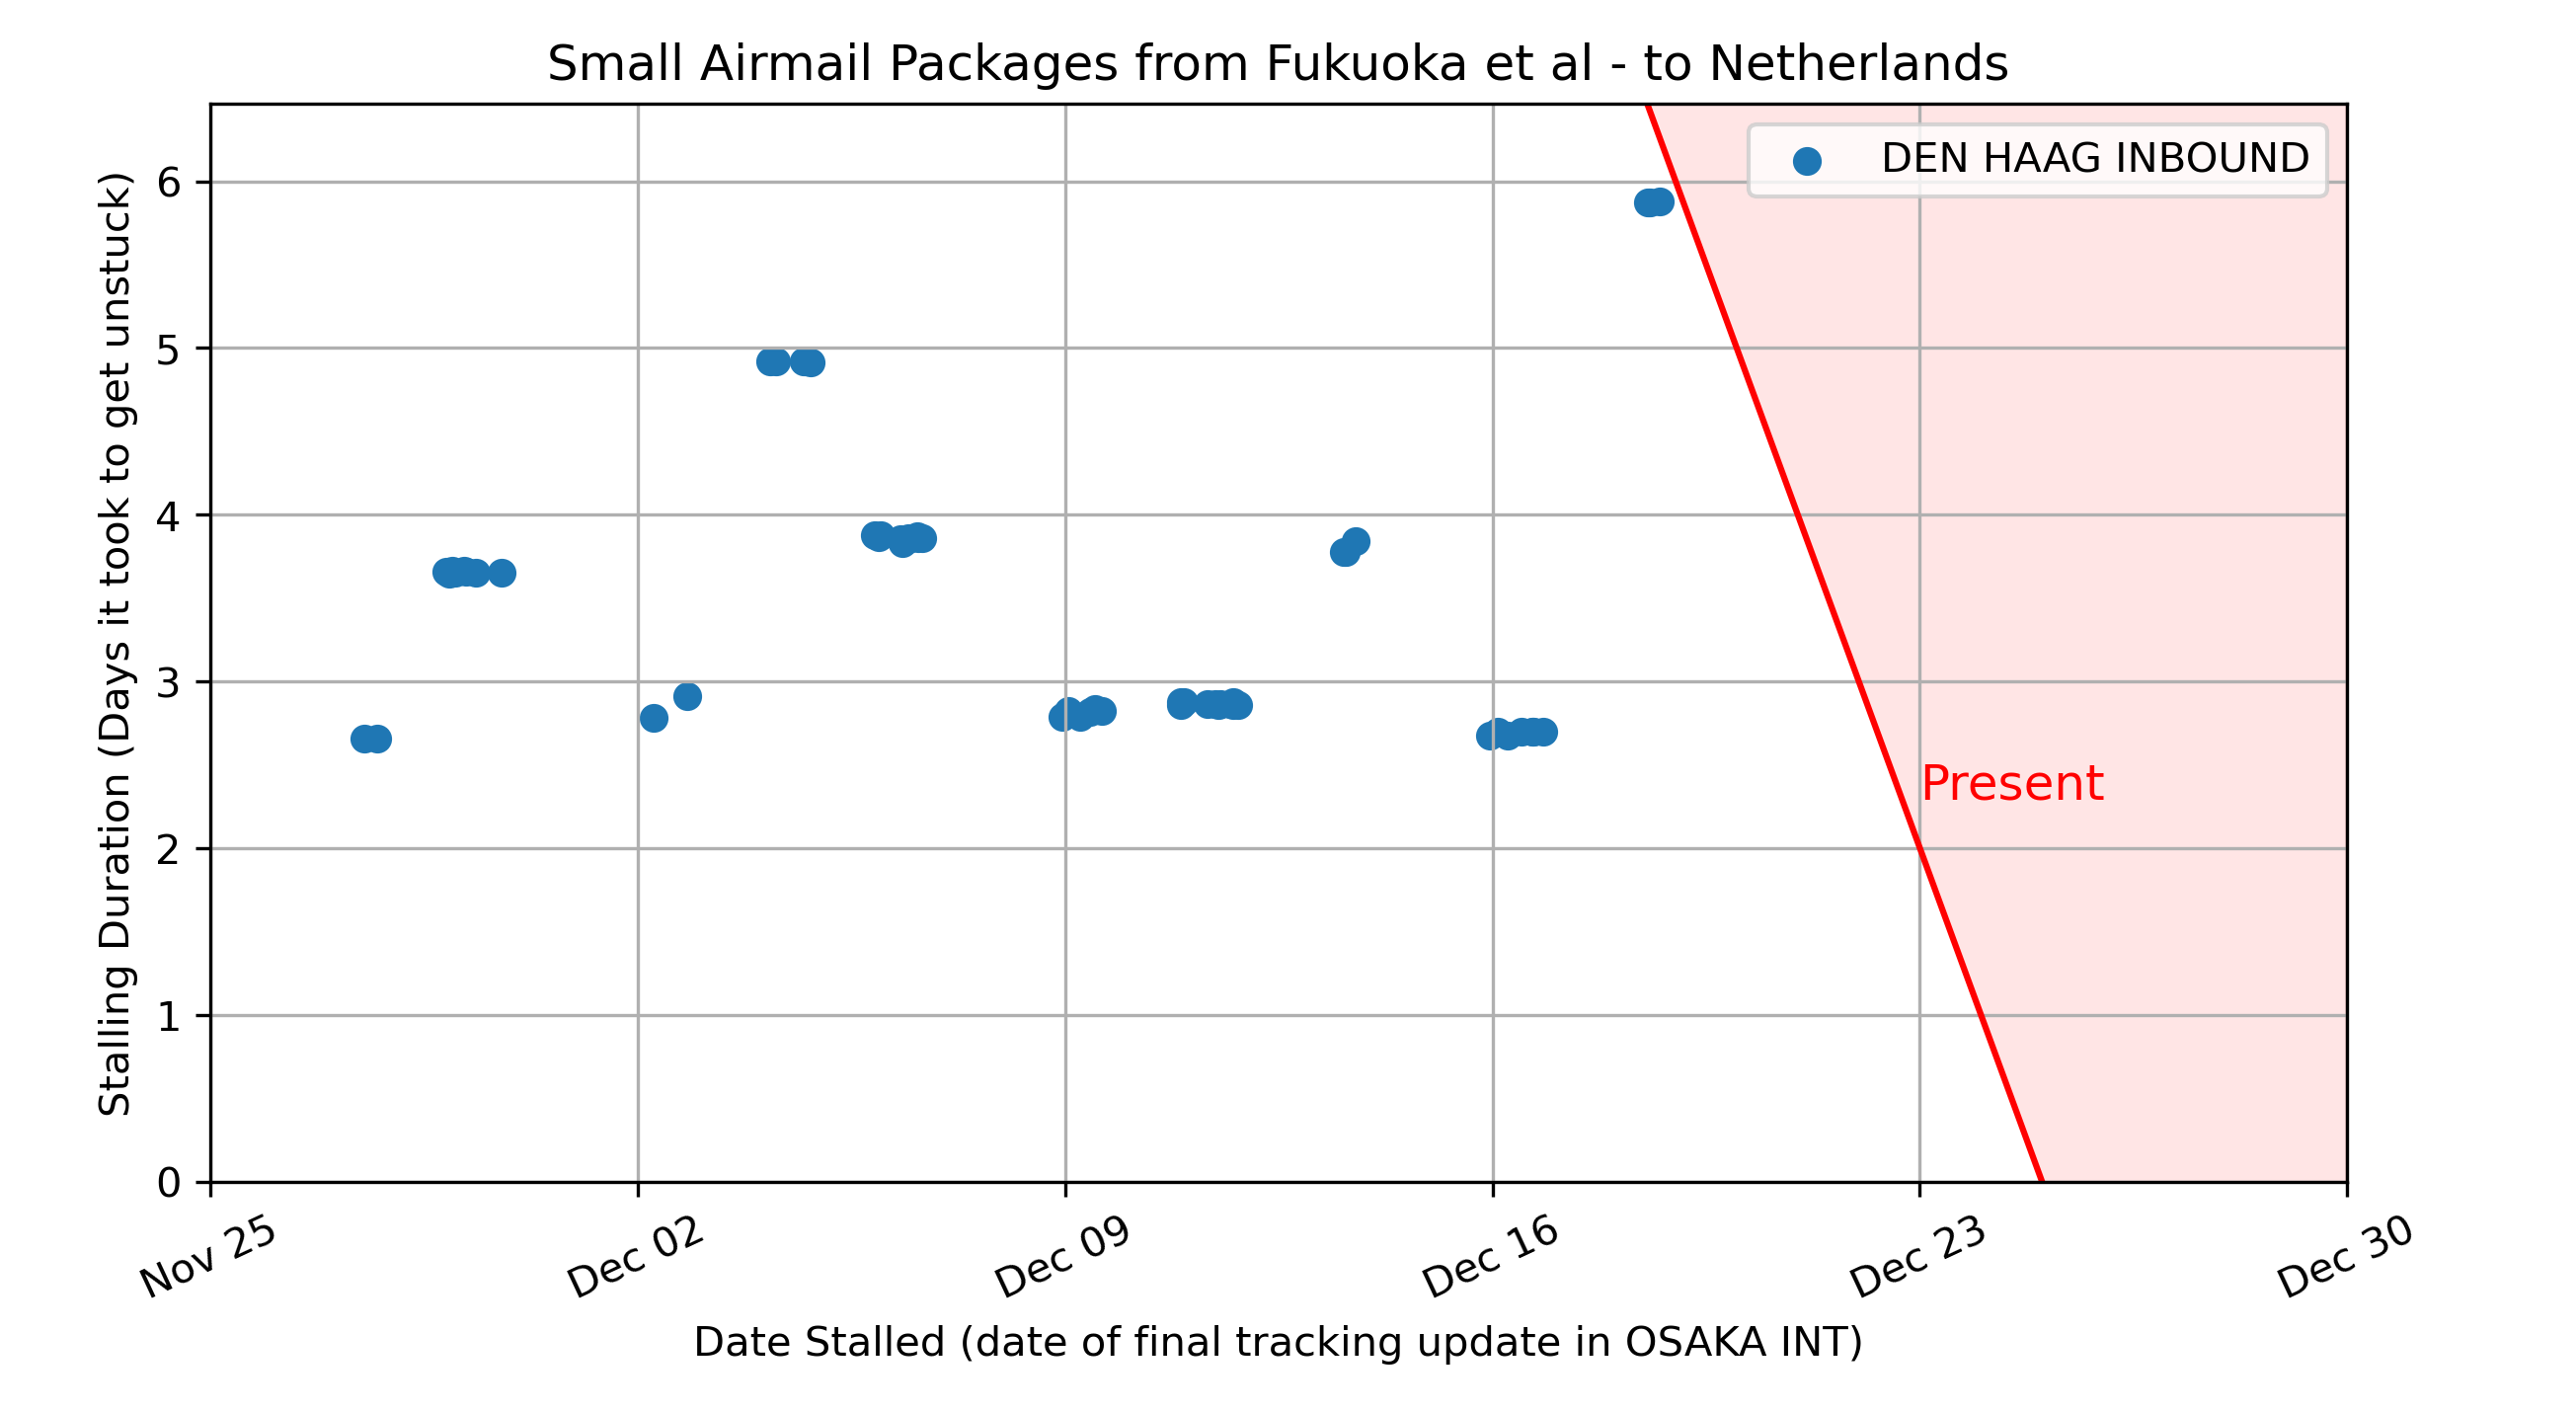 Small Airmail Packages from Fukuoka et al - to Netherlands
DEN HAAG INBOUND
Stalling Duration (Days it took to get unstuck)
6
5
4
3
2
1
0
Present
Nov 25
Dec 02
Dec 09
Dec 16
Dec 23
Dec 30
Date Stalled (date of final tracking update in OSAKA INT)